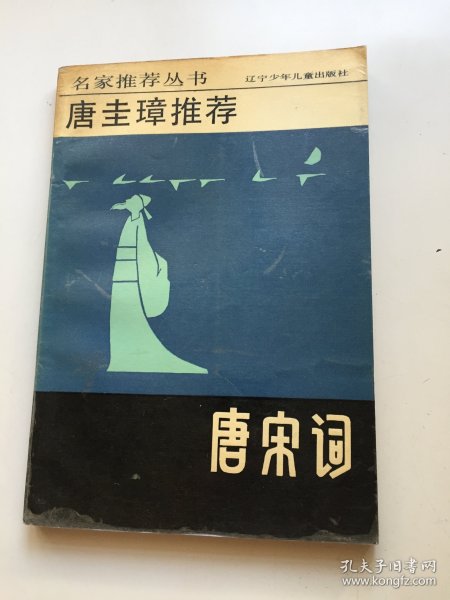 名家推荐丛书 辽宁少年儿童出版社
唐圭璋推荐
唐宋词
孔夫子旧书网
www.kongfz.com